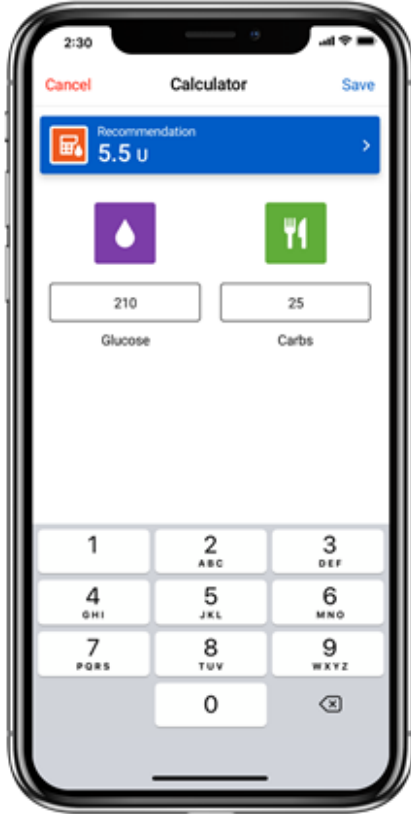 2:30
Cancel Calculator Save
Recommendation
5.5 U
210 25
Glucose Carbs
1 2 3
ABC DEF
4 5 6
GHI JKL MNO
7 8 9
PQRS TUV WXYZ
0